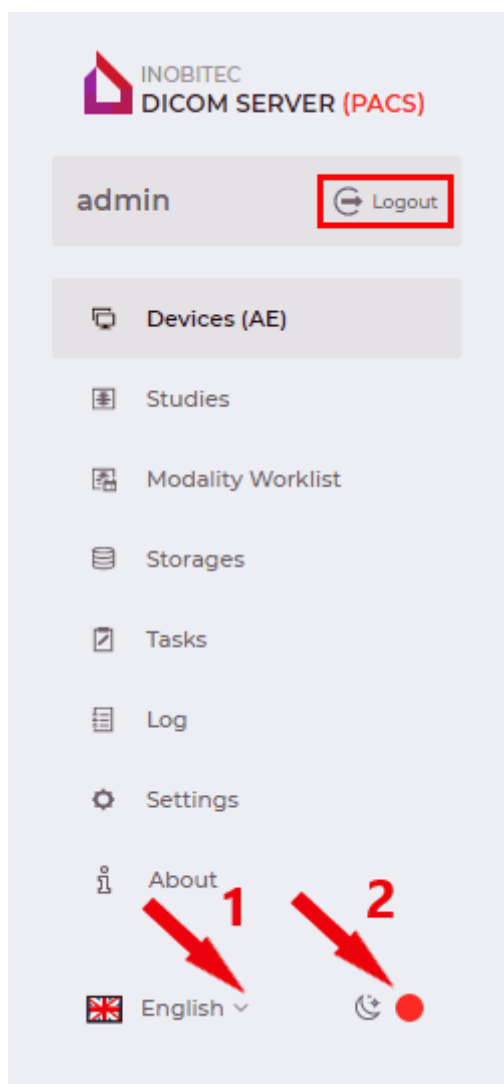 INOBITEC
DICOM SERVER (PACS)
admin
Logout
Devices (AE)
Studies
Modality Worklist
Storages
Tasks
Log
Settings
About
1
2
English